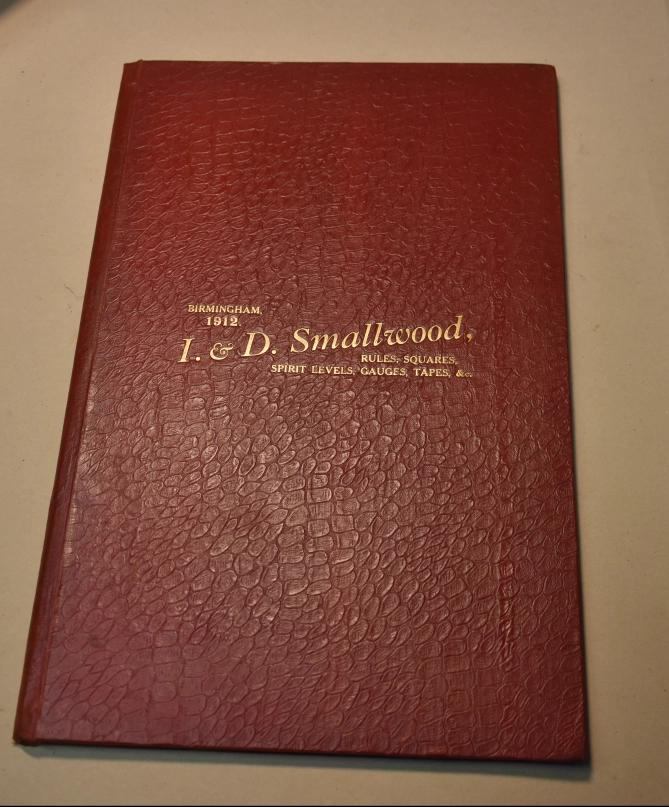 BIRMINGHAM,
1912.
I. & D. Smallwood,
RULES, SQUARES,
SPIRIT LEVELS, GAUGES, TAPES, &c.